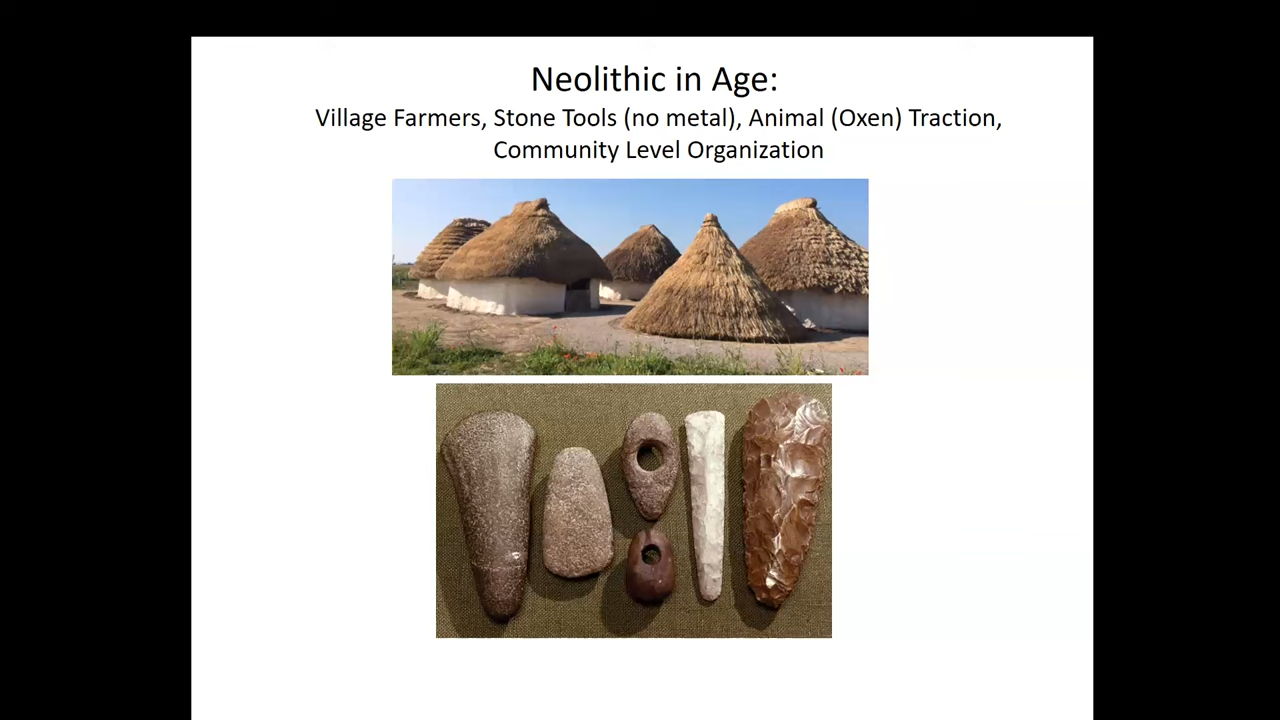 Neolithic in Age:
Village Farmers, Stone Tools (no metal), Animal (Oxen) Traction,
Community Level Organization